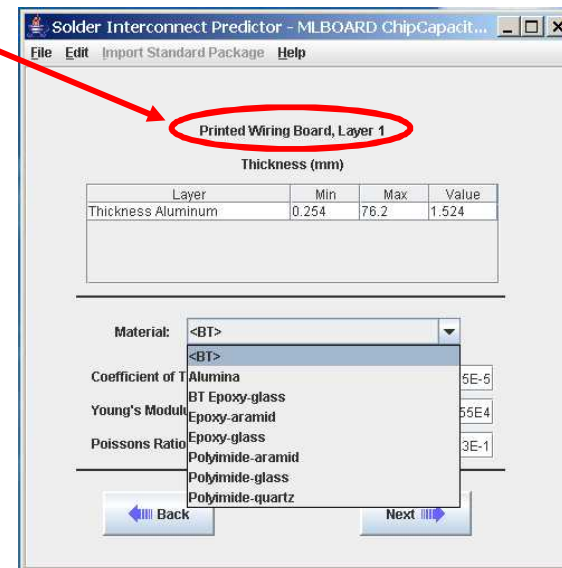 Solder Interconnect Predictor - MLBOARD ChipCapacit...
File Edit Import Standard Package Help
Printed Wiring Board, Layer 1
Thickness (mm)
Layer Min Max Value
Thickness Aluminum 0.254 76.2 1.524
Material: <BT>
<BT>
Coefficient of T Alumina 5E-5
BT Epoxy-glass
Young's Modulu Epoxy-aramid 55E4
Poissons Ratio Epoxy-glass 3E-1
Polyimide-aramid
Polyimide-glass
Polyimide-quartz
Back Next